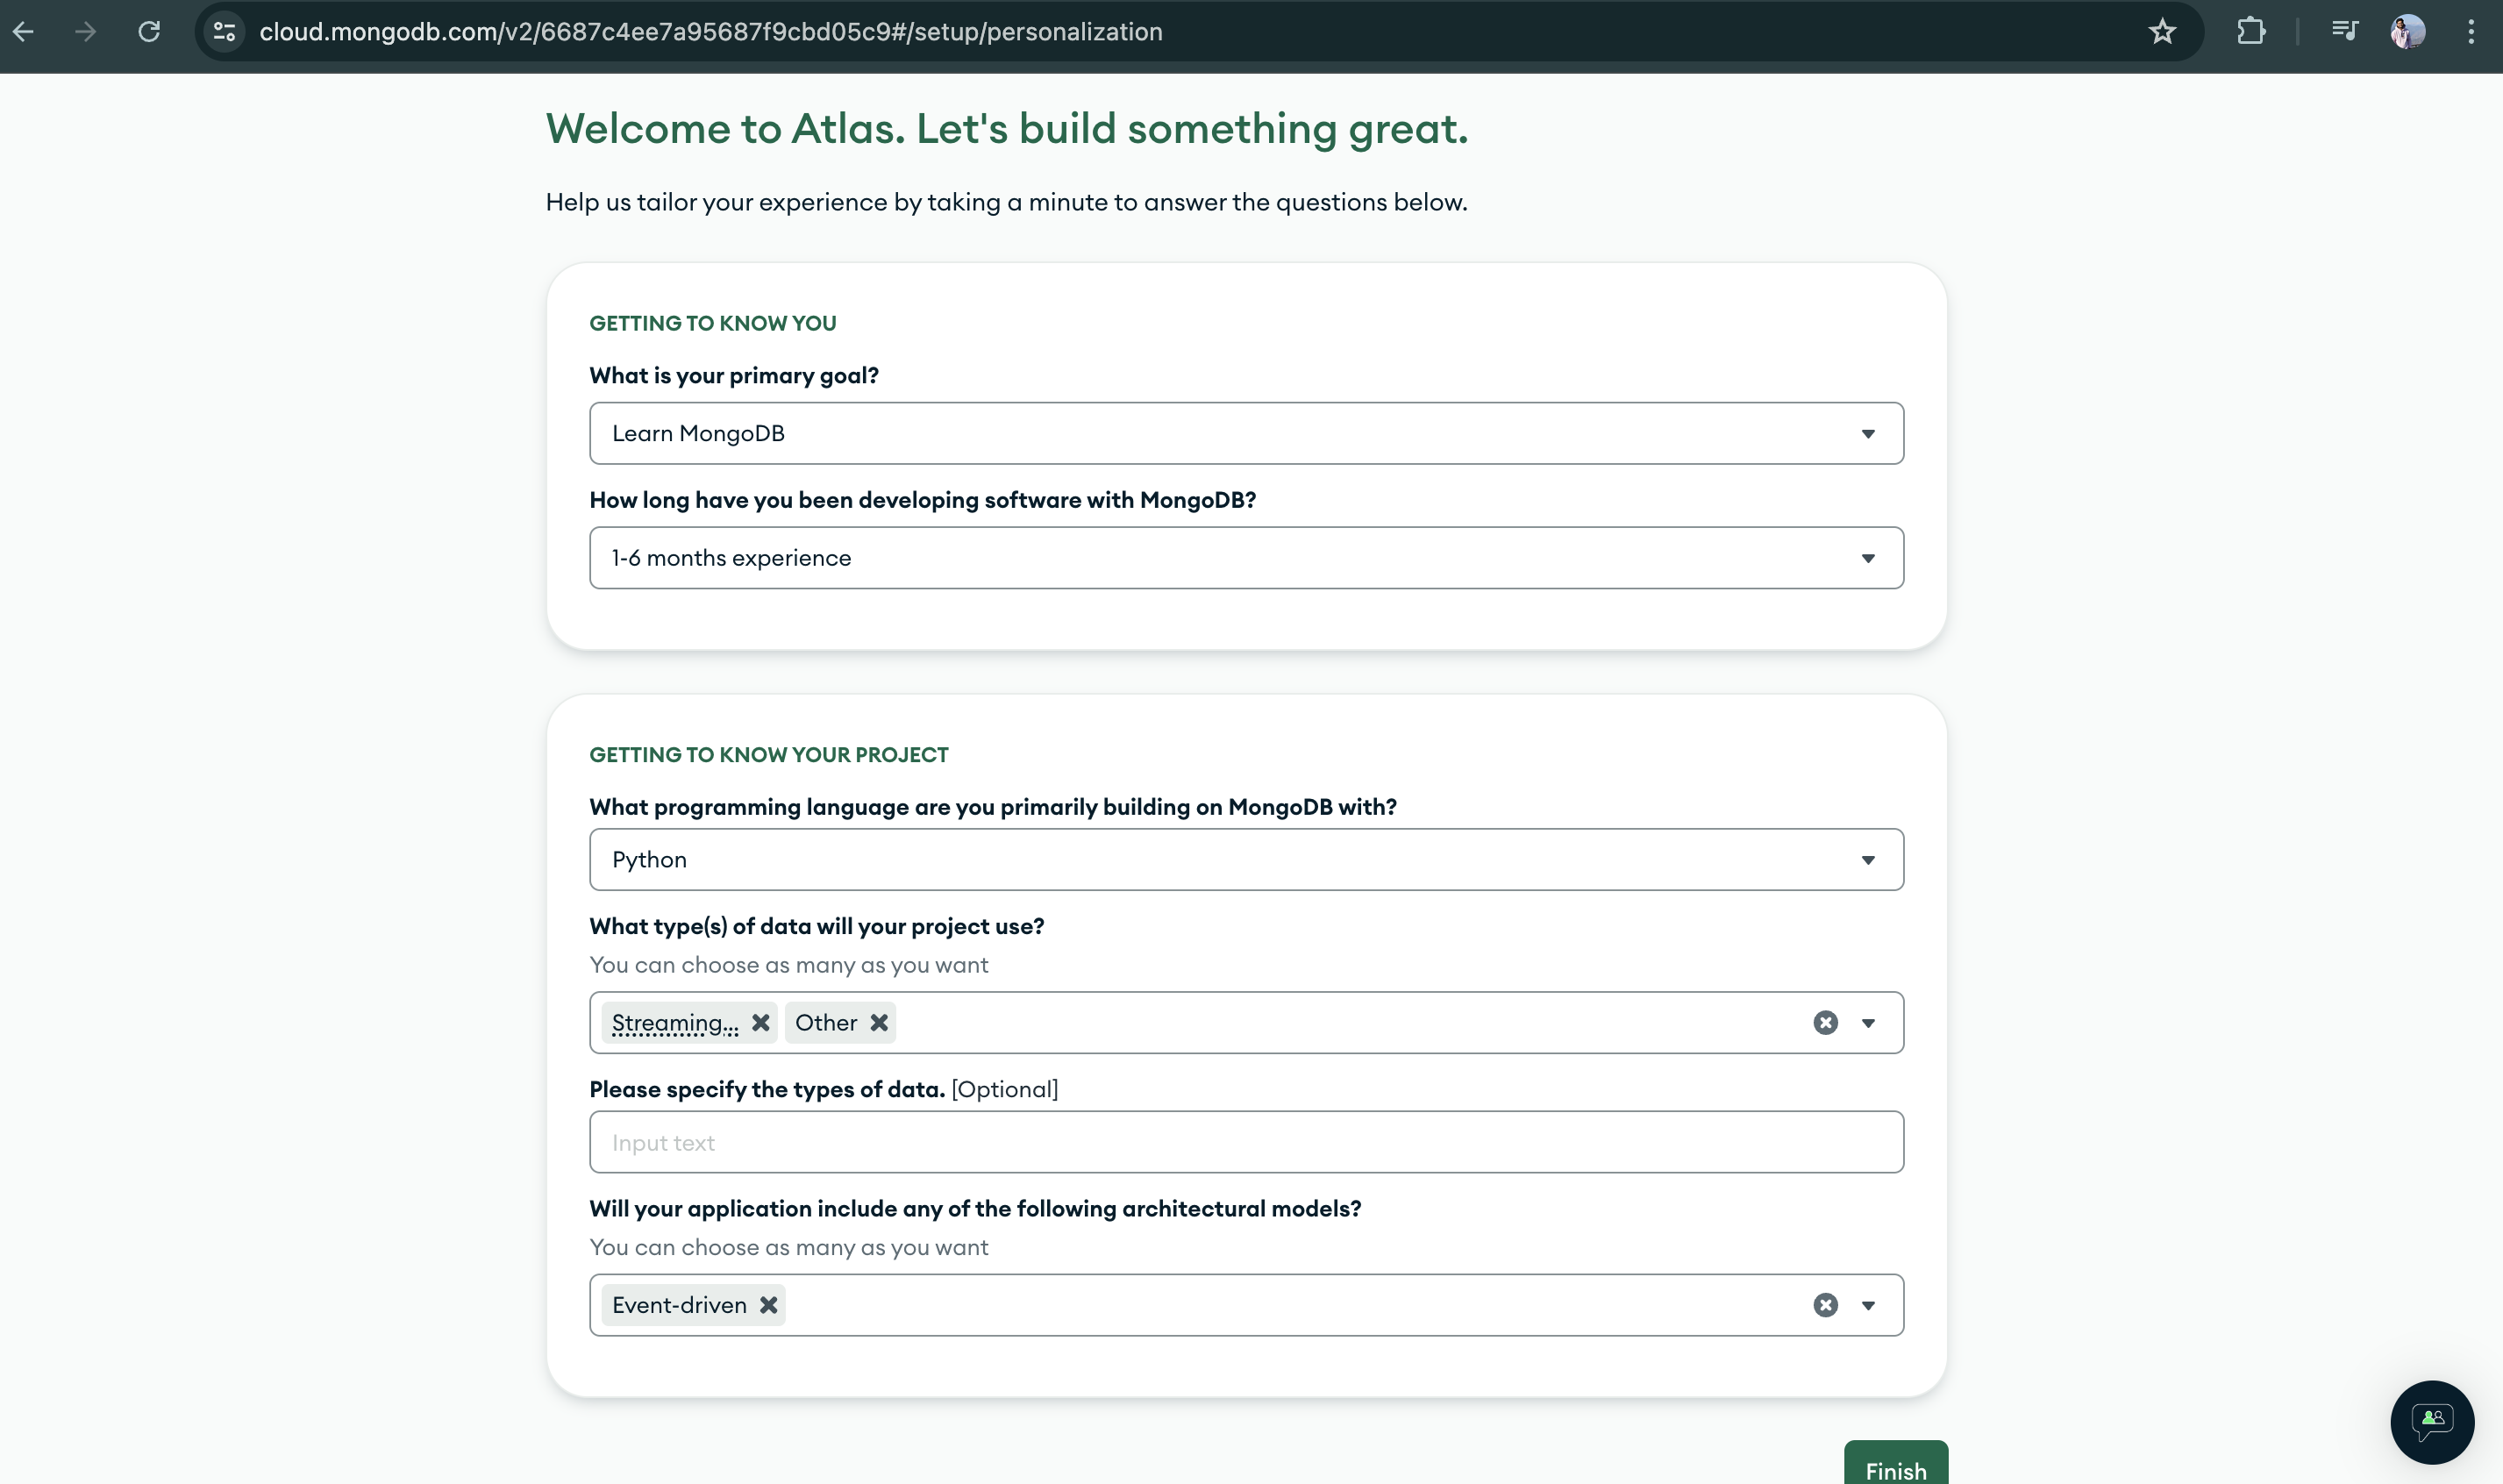 cloud.mongodb.com/v2/6687c4ee7a95687f9cbd05c9#/setup/personalization
Welcome to Atlas. Let's build something great.
Help us tailor your experience by taking a minute to answer the questions below.
GETTING TO KNOW YOU
What is your primary goal?
Learn MongoDB
How long have you been developing software with MongoDB?
1-6 months experience
GETTING TO KNOW YOUR PROJECT
What programming language are you primarily building on MongoDB with?
Python
What type(s) of data will your project use?
You can choose as many as you want
Streaming... Other
Please specify the types of data. [Optional]
Input text
Will your application include any of the following architectural models?
You can choose as many as you want
Event-driven
Finish